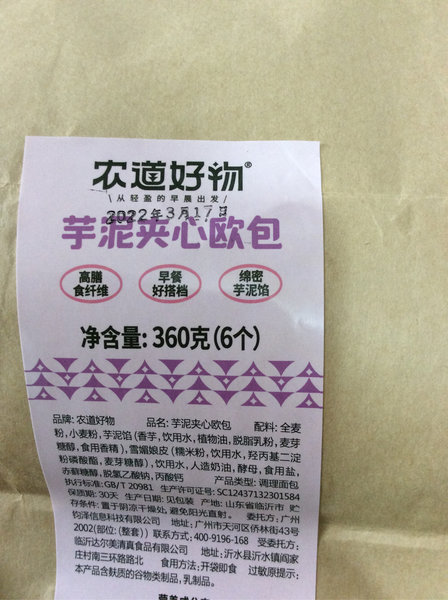 农道好物®
\从轻盈的早晨出发/
2022年3月17日
芋泥夹心欧包
高膳食纤维
早餐好搭档
绵密芋泥馅
净含量: 360克(6个)
品牌: 农道好物 品名: 芋泥夹心欧包 配料: 全麦
粉, 小麦粉, 芋泥馅 (香芋, 饮用水, 植物油, 脱脂乳粉, 麦芽
糖醇, 食用香精), 雪媚娘皮 (糯米粉, 饮用水, 羟丙基二淀
粉磷酸酯, 麦芽糖醇), 饮用水, 人造奶油, 酵母, 食用盐,
赤藓糖醇, 脱氢乙酸钠, 丙酸钙 产品类型: 调理面包
执行标准: GB/T 20981 生产许可证号: SC12437132301584
保质期: 30天 生产日期: 见包装 产地: 山东省临沂市 贮
存条件: 置于阴凉干燥处, 避免阳光直射。 委托方: 广州
钧泽信息科技有限公司 地址: 广州市天河区侨林街43号
2002(部位: (整套)) 联系方式: 400-9196-168 受委托方:
临沂达尔美清真食品有限公司 地址: 沂水县沂水镇阎家
庄村南三环路路北 食用方法: 开袋即食 过敏原提示:
本产品含麸质的谷物类制品, 乳制品。
营养成分表